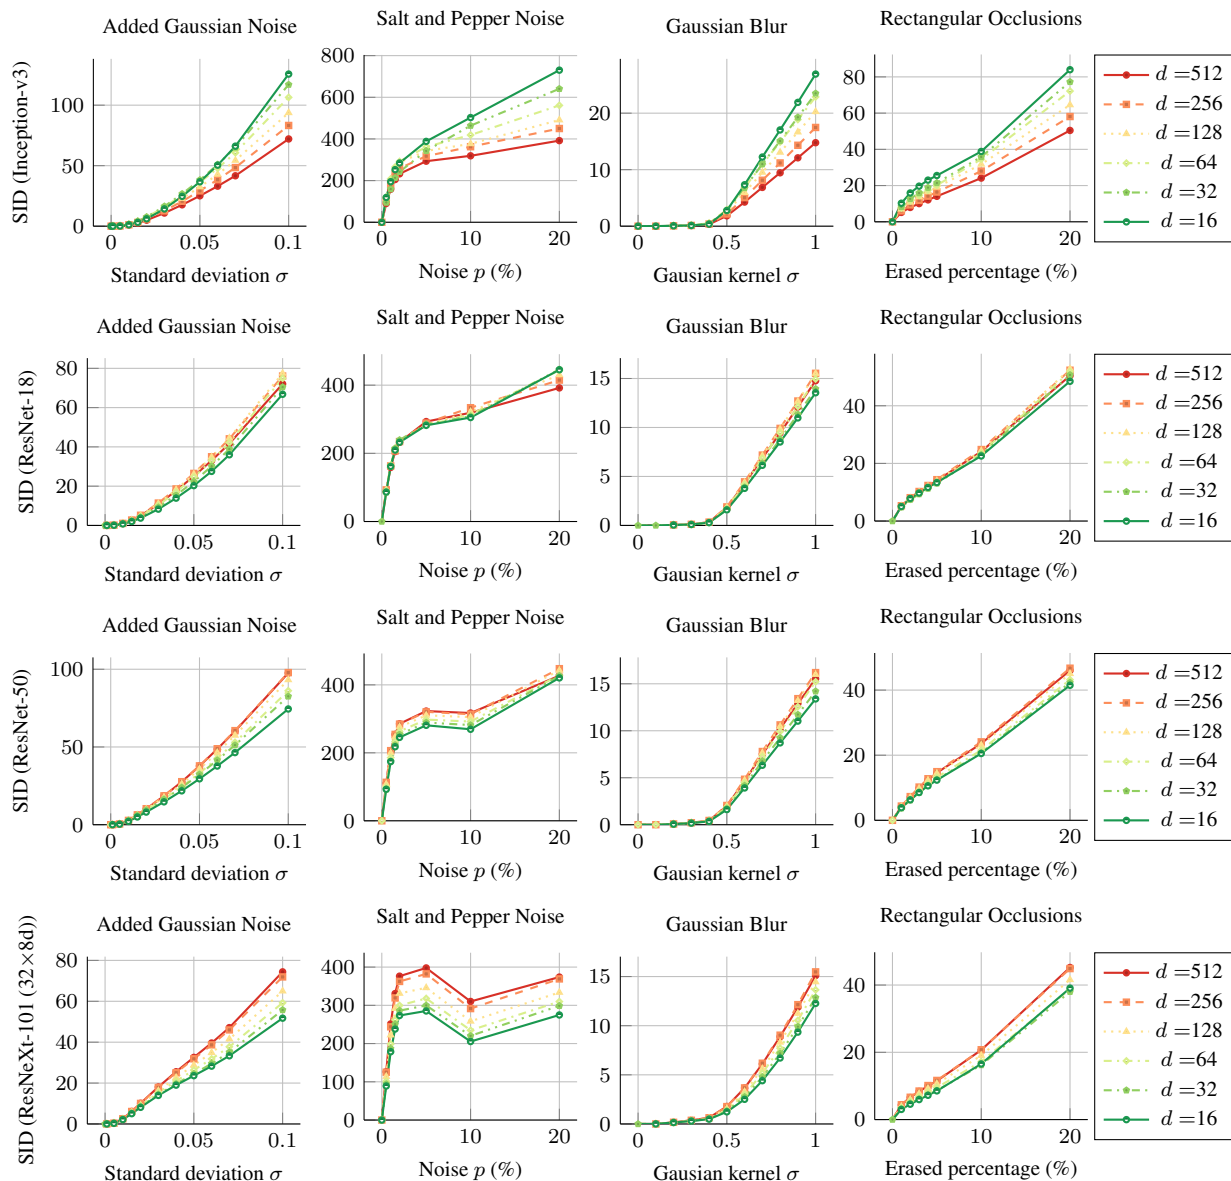 Added Gaussian Noise
Salt and Pepper Noise
Gaussian Blur
Rectangular Occlusions
SID (Inception-v3)
0
50
100
0
0.05
0.1
Standard deviation σ
0
200
400
600
800
0
10
20
Noise p (%)
0
10
20
0.5
1
Gausian kernel σ
0
20
40
60
80
0
10
20
Erased percentage (%)
d =512
d =256
d =128
d =64
d =32
d =16
Added Gaussian Noise
Salt and Pepper Noise
Gaussian Blur
Rectangular Occlusions
SID (ResNet-18)
0
20
40
60
80
0
0.05
0.1
Standard deviation σ
0
200
400
0
10
20
Noise p (%)
0
5
10
15
0
0.5
1
Gausian kernel σ
0
20
40
0
10
20
Erased percentage (%)
d =512
d =256
d =128
d =64
d =32
d =16
Added Gaussian Noise
Salt and Pepper Noise
Gaussian Blur
Rectangular Occlusions
SID (ResNet-50)
0
50
100
0
0.05
0.1
Standard deviation σ
0
200
400
0
10
20
Noise p (%)
0
5
10
15
0
0.5
1
Gausian kernel σ
0
20
40
0
10
20
Erased percentage (%)
d =512
d =256
d =128
d =64
d =32
d =16
Added Gaussian Noise
Salt and Pepper Noise
Gaussian Blur
Rectangular Occlusions
SID (ResNeXt-101 (32×8d))
0
20
40
60
80
0
0.05
0.1
Standard deviation σ
0
100
200
300
400
0
10
20
Noise p (%)
0
5
10
15
0
0.5
1
Gausian kernel σ
0
20
40
0
10
20
Erased percentage (%)
d =512
d =256
d =128
d =64
d =32
d =16